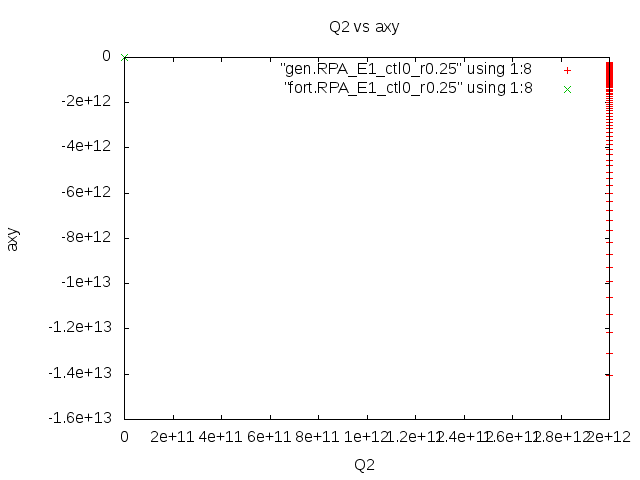 Q2 vs axy
"gen.RPA_E1_ctl0_r0.25" using 1:8
"fort.RPA_E1_ctl0_r0.25" using 1:8
0
-2e+12
-4e+12
-6e+12
-8e+12
-1e+13
-1.2e+13
-1.4e+13
-1.6e+13
axy
0 2e+11 4e+11 6e+11 8e+11 1e+12 1.2e+12 1.4e+12 1.6e+12 1.8e+12 2e+12
Q2